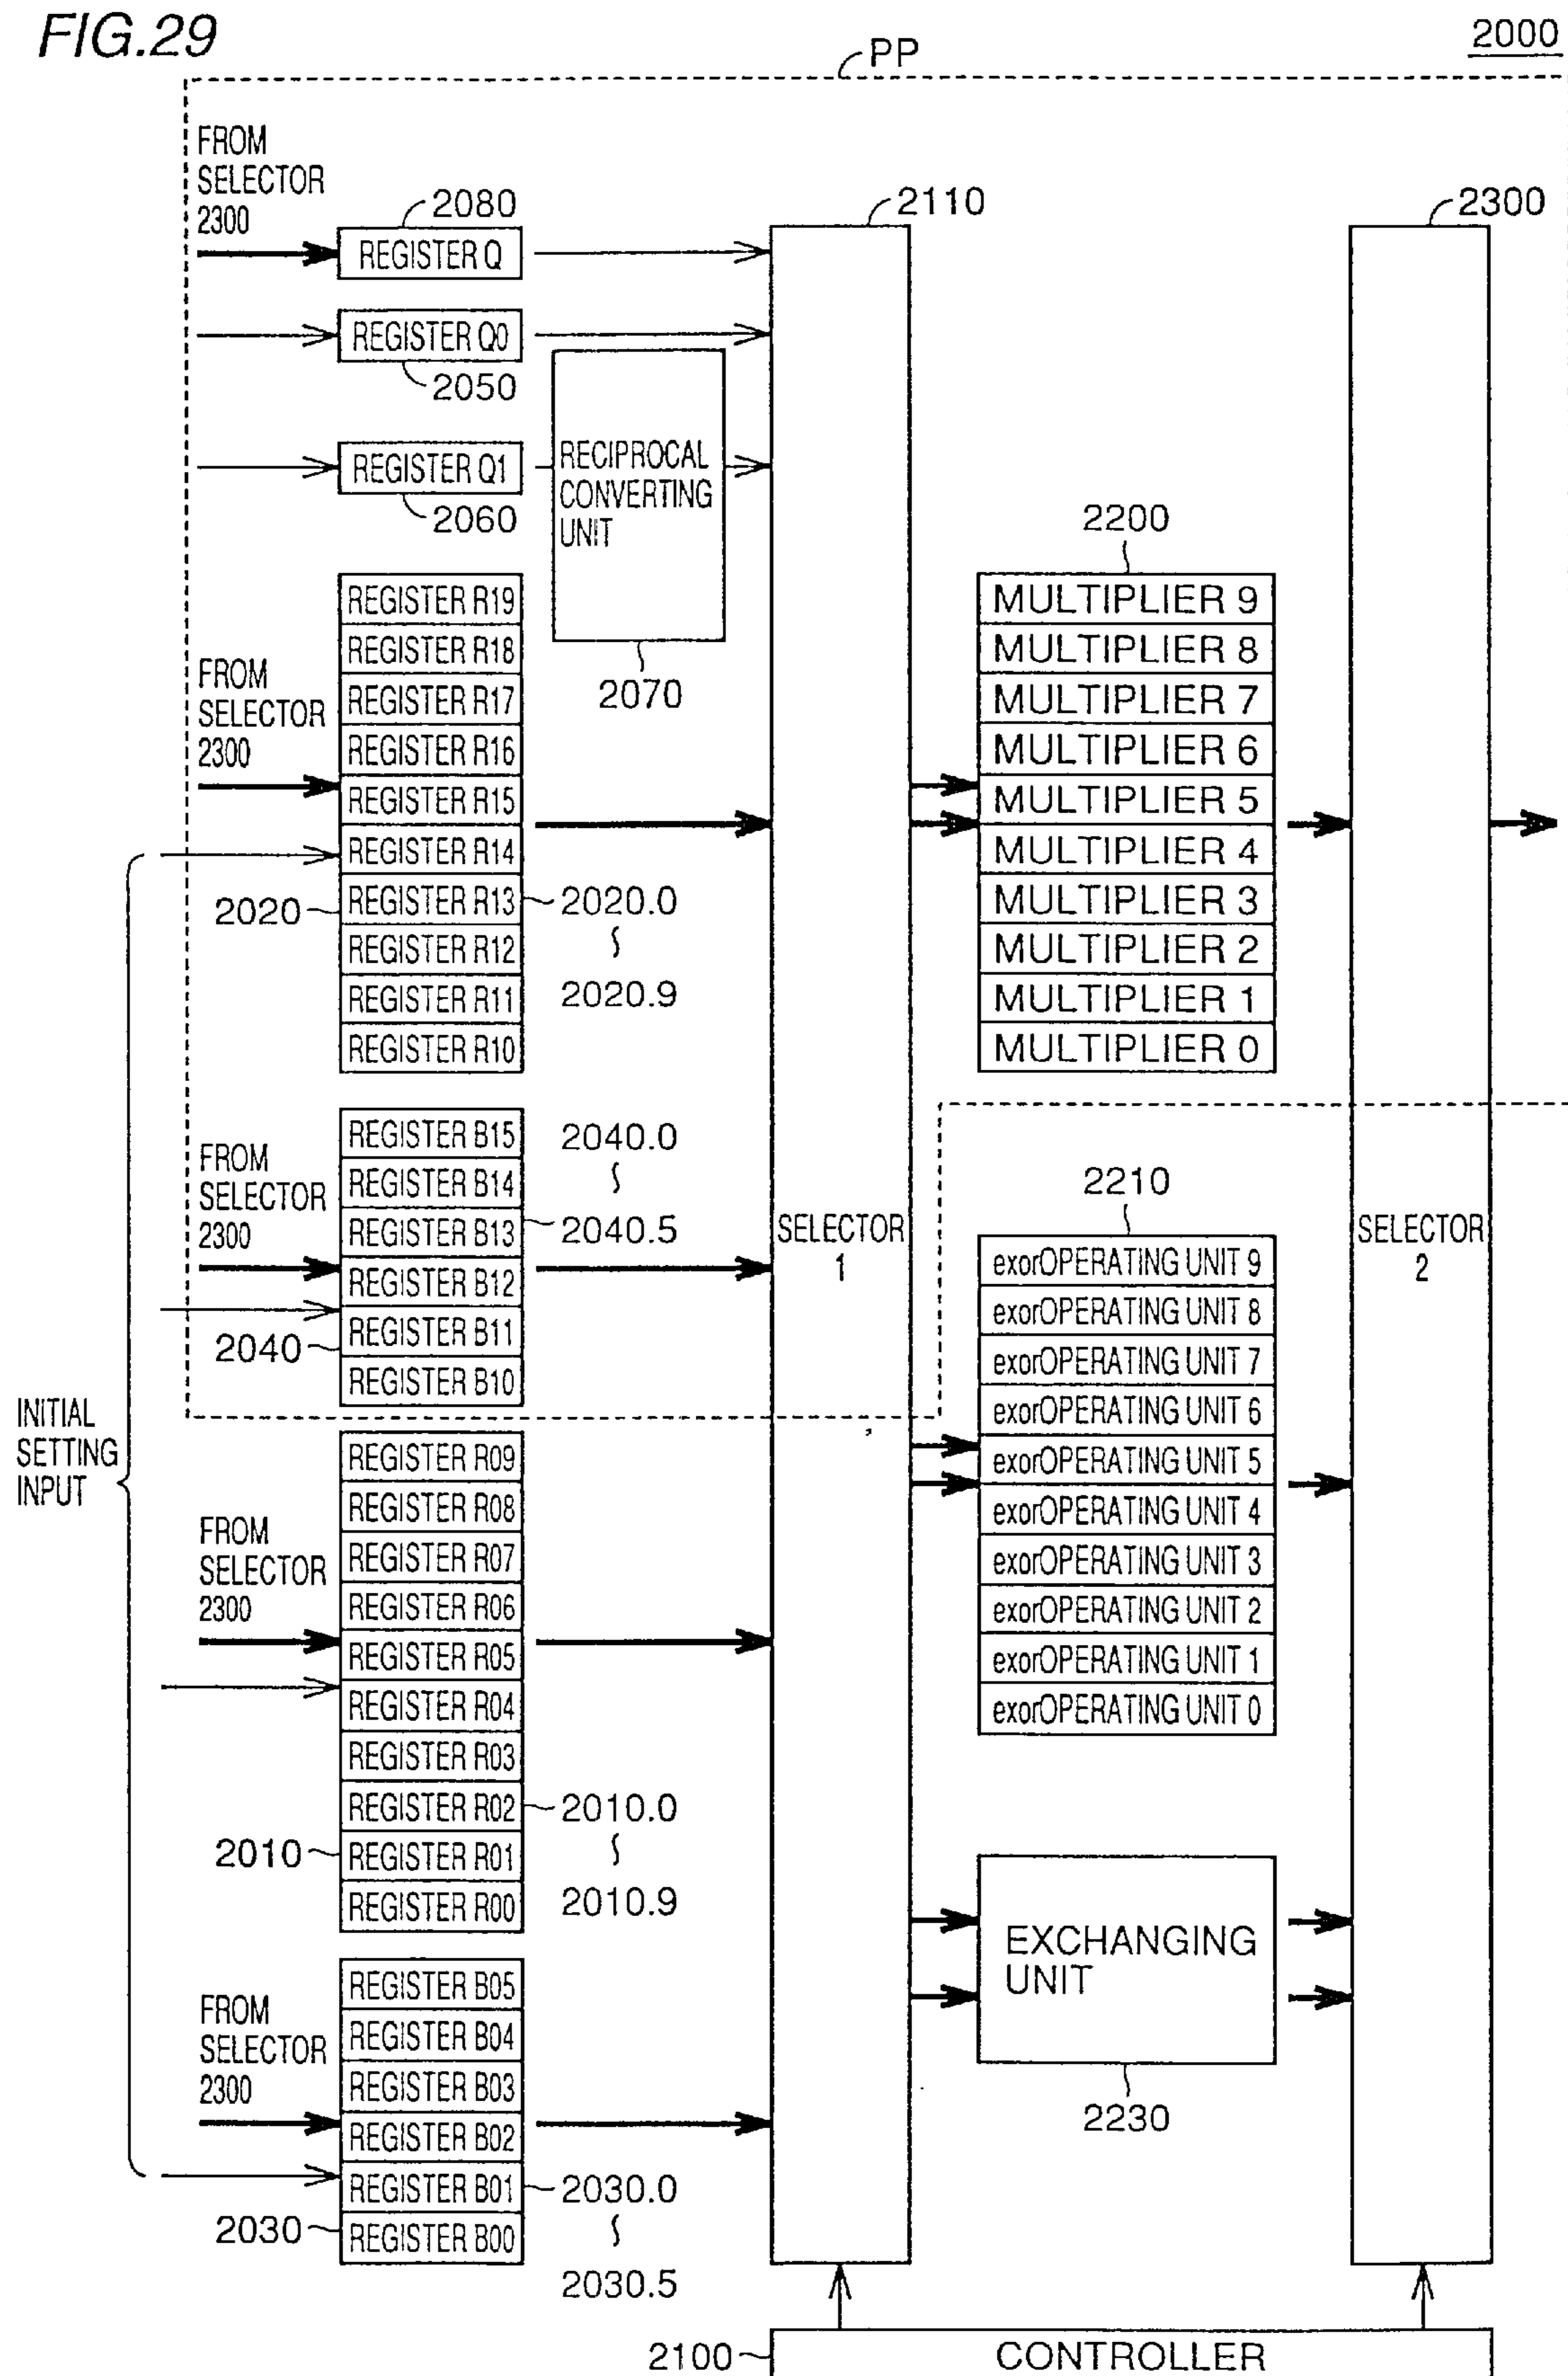 FIG.29
2000
PP
FROM
SELECTOR
2300
2080
REGISTER Q
2110
2300
REGISTER Q0
2050
REGISTER Q1
2060
RECIPROCAL
CONVERTING
UNIT
2070
2200
REGISTER R19
REGISTER R18
REGISTER R17
REGISTER R16
REGISTER R15
REGISTER R14
REGISTER R13
REGISTER R12
REGISTER R11
REGISTER R10
FROM
SELECTOR
2300
2020
2020.0
2020.9
MULTIPLIER 9
MULTIPLIER 8
MULTIPLIER 7
MULTIPLIER 6
MULTIPLIER 5
MULTIPLIER 4
MULTIPLIER 3
MULTIPLIER 2
MULTIPLIER 1
MULTIPLIER 0
REGISTER B15
REGISTER B14
REGISTER B13
REGISTER B12
REGISTER B11
REGISTER B10
FROM
SELECTOR
2300
2040
2040.0
2040.5
SELECTOR
1
2210
SELECTOR
2
exorOPERATING UNIT 9
exorOPERATING UNIT 8
exorOPERATING UNIT 7
exorOPERATING UNIT 6
exorOPERATING UNIT 5
exorOPERATING UNIT 4
exorOPERATING UNIT 3
exorOPERATING UNIT 2
exorOPERATING UNIT 1
exorOPERATING UNIT 0
INITIAL
SETTING
INPUT
REGISTER R09
REGISTER R08
REGISTER R07
REGISTER R06
REGISTER R05
REGISTER R04
REGISTER R03
REGISTER R02
REGISTER R01
REGISTER R00
FROM
SELECTOR
2300
2010
2010.0
2010.9
EXCHANGING
UNIT
2230
REGISTER B05
REGISTER B04
REGISTER B03
REGISTER B02
REGISTER B01
REGISTER B00
FROM
SELECTOR
2300
2030
2030.0
2030.5
2100
CONTROLLER